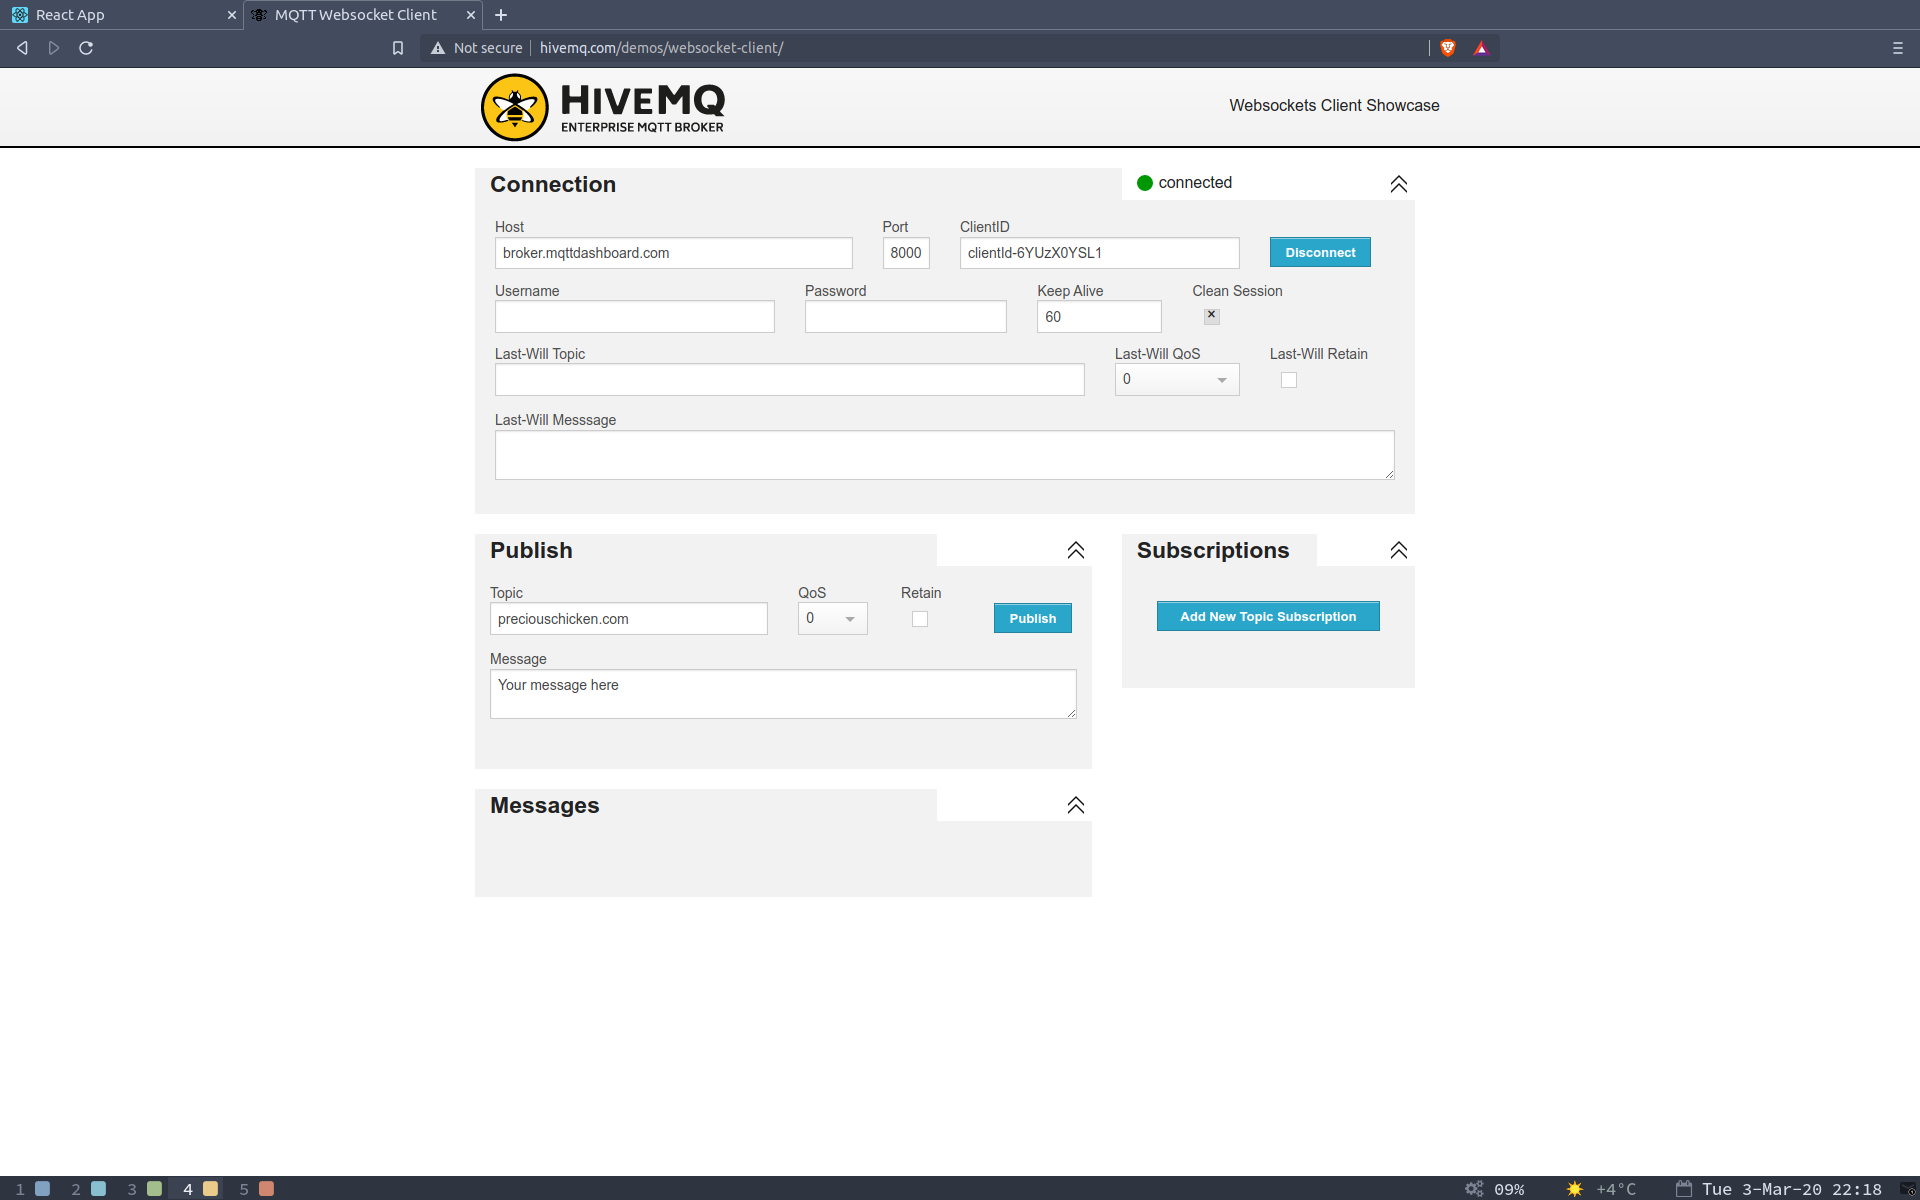 React App
MQTT Websocket Client
Not secure
hivemq.com/demos/websocket-client/
HIVEMQ
ENTERPRISE MQTT BROKER
Websockets Client Showcase
Connection
connected
Host
Port
ClientID
broker.mqttdashboard.com
8000
clientId-6YUzX0YSL1
Disconnect
Username
Password
Keep Alive
Clean Session
60
Last-Will Topic
Last-Will QoS
Last-Will Retain
0
Last-Will Messsage
Publish
Subscriptions
Topic
QoS
Retain
preciouschicken.com
0
Publish
Add New Topic Subscription
Message
Your message here
Messages
1 2 3 4 5
09%
+4°C
Tue 3-Mar-20 22:18